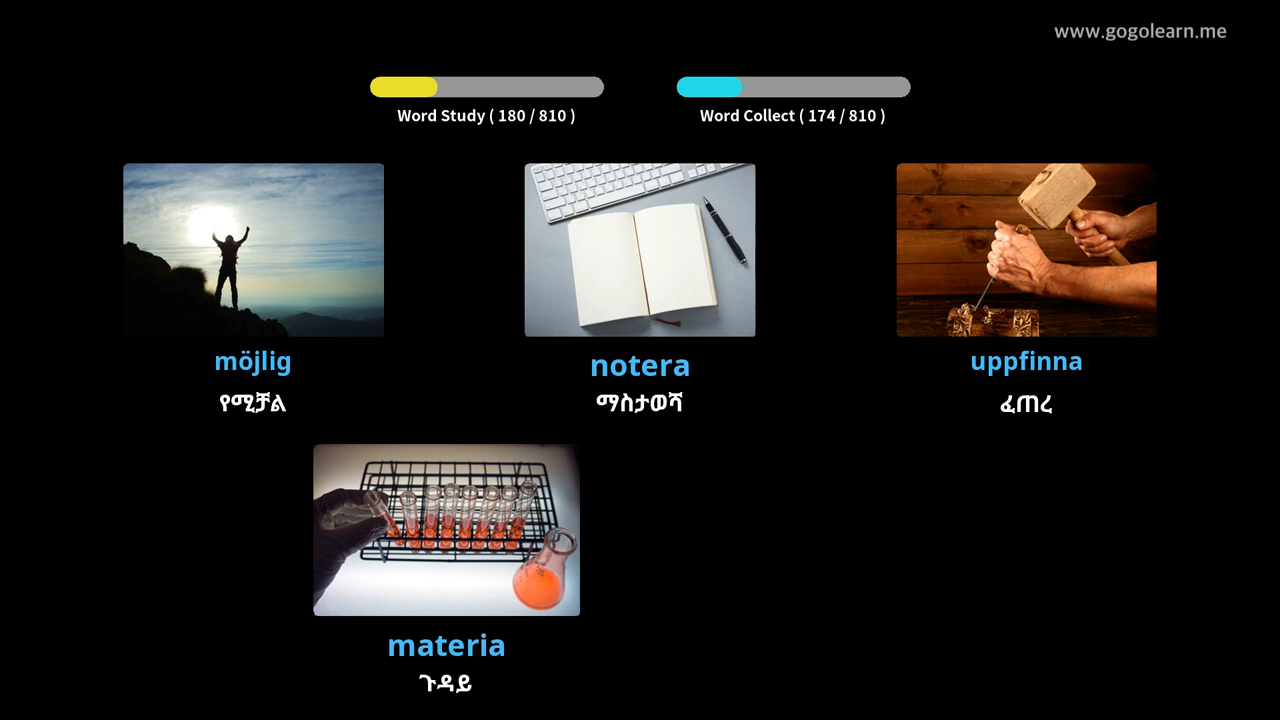 www.gogolearn.me
Word Study ( 180 / 810 )
Word Collect ( 174 / 810 )
möjlig
notera
uppfinna
የሚቻል
ማስታወሻ
ፈጠረ
materia
ጉዳይ